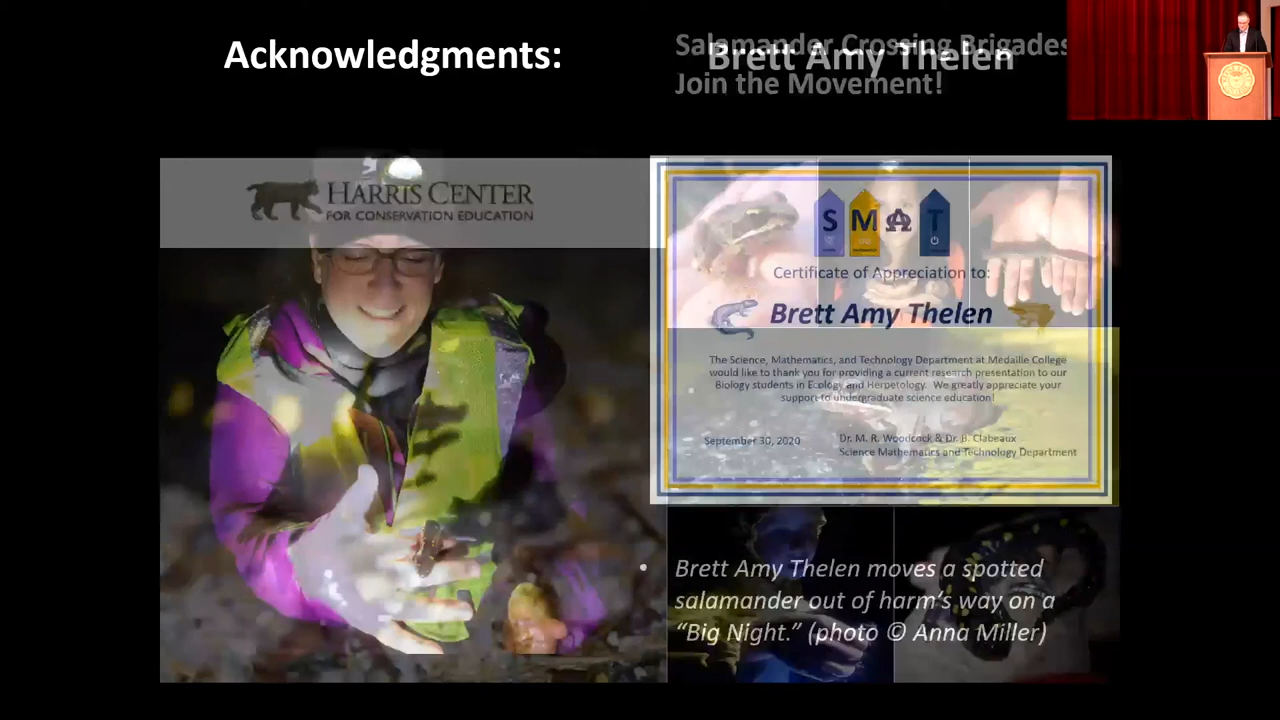 Acknowledgments:
Brett Amy Thelen
Salamander Crossing Brigades
Join the Movement!
HARRIS CENTER
FOR CONSERVATION EDUCATION
S M T
Certificate of Appreciation to:
Brett Amy Thelen
The Science, Mathematics, and Technology Department at Medaille College
would like to thank you for providing a current research presentation to our
Biology students in Ecology and Herpetology. We greatly appreciate your
support to undergraduate science education!
September 30, 2020
Dr. M. R. Woodcock & Dr. B. Clabeaux
Science Mathematics and Technology Department
• Brett Amy Thelen moves a spotted
salamander out of harm's way on a
“Big Night.” (photo © Anna Miller)